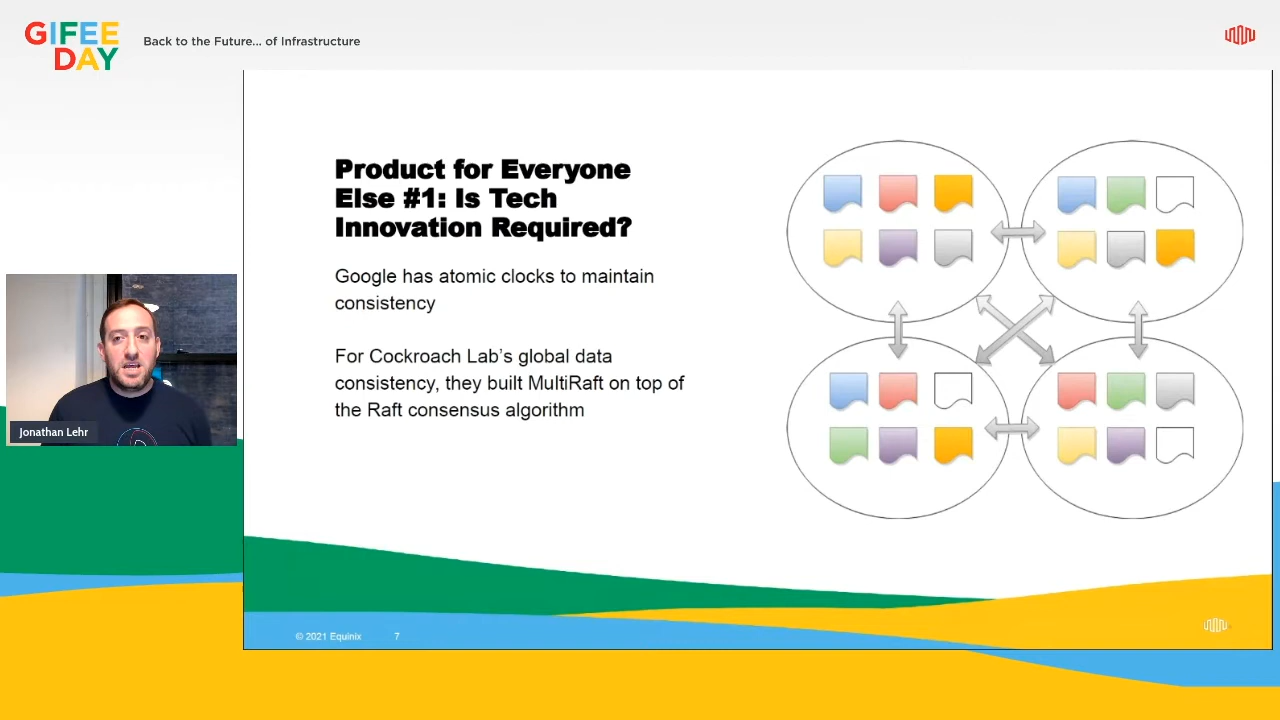 GIFEE
DAY
Back to the Future... of Infrastructure
Product for Everyone
Else #1: Is Tech
Innovation Required?
Google has atomic clocks to maintain
consistency
For Cockroach Lab's global data
consistency, they built MultiRaft on top of
the Raft consensus algorithm
Jonathan Lehr
© 2021 Equinix 7